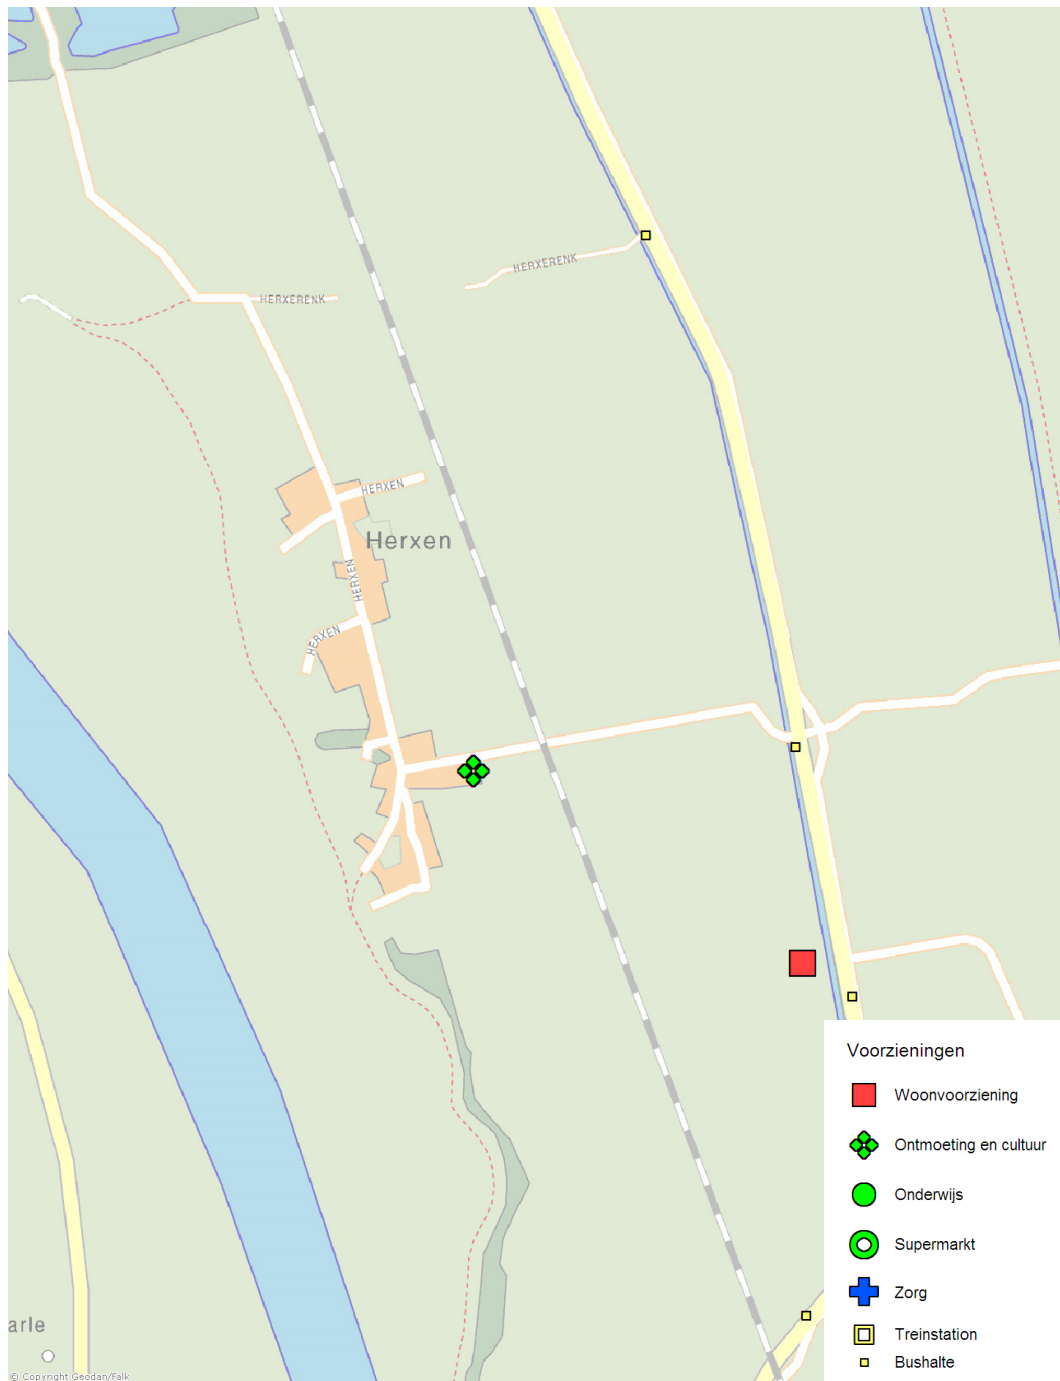 HERXERENK
HERXERENK
HERXEN
Herxen
HERXEN
HERXEN
Voorzieningen
Woonvoorziening
Ontmoeting en cultuur
Onderwijs
Supermarkt
Zorg
Treinstation
Bushalte
arle
© Copyright Geodan/Falk